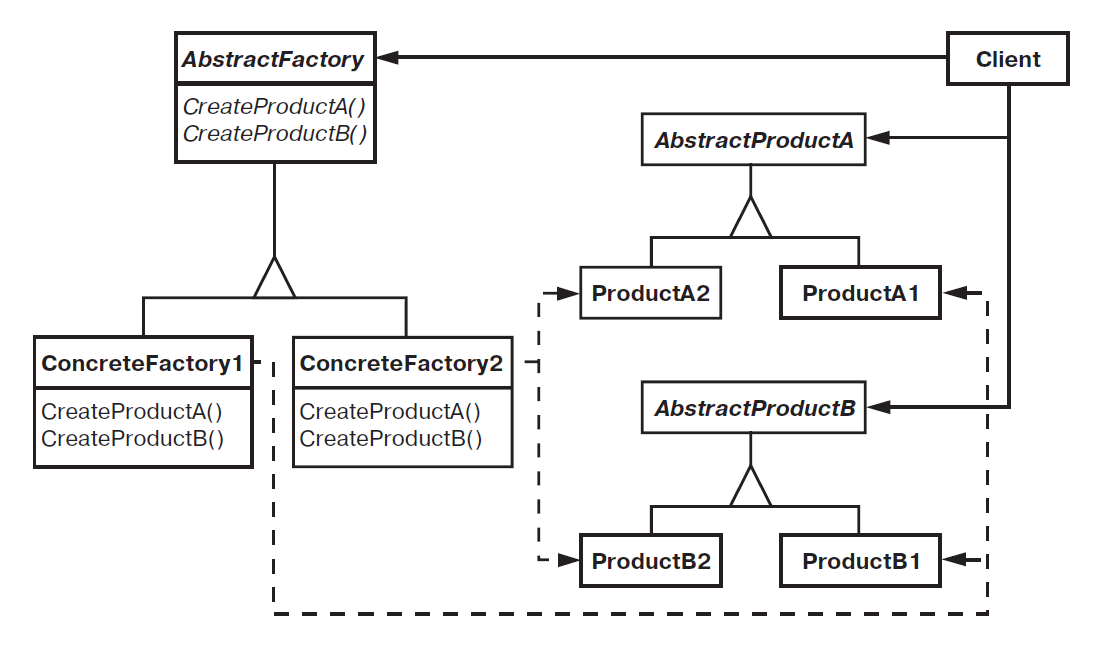 AbstractFactory
CreateProductA()
CreateProductB()
Client
AbstractProductA
ProductA2
ProductA1
ConcreteFactory1
CreateProductA()
CreateProductB()
ConcreteFactory2
CreateProductA()
CreateProductB()
AbstractProductB
ProductB2
ProductB1